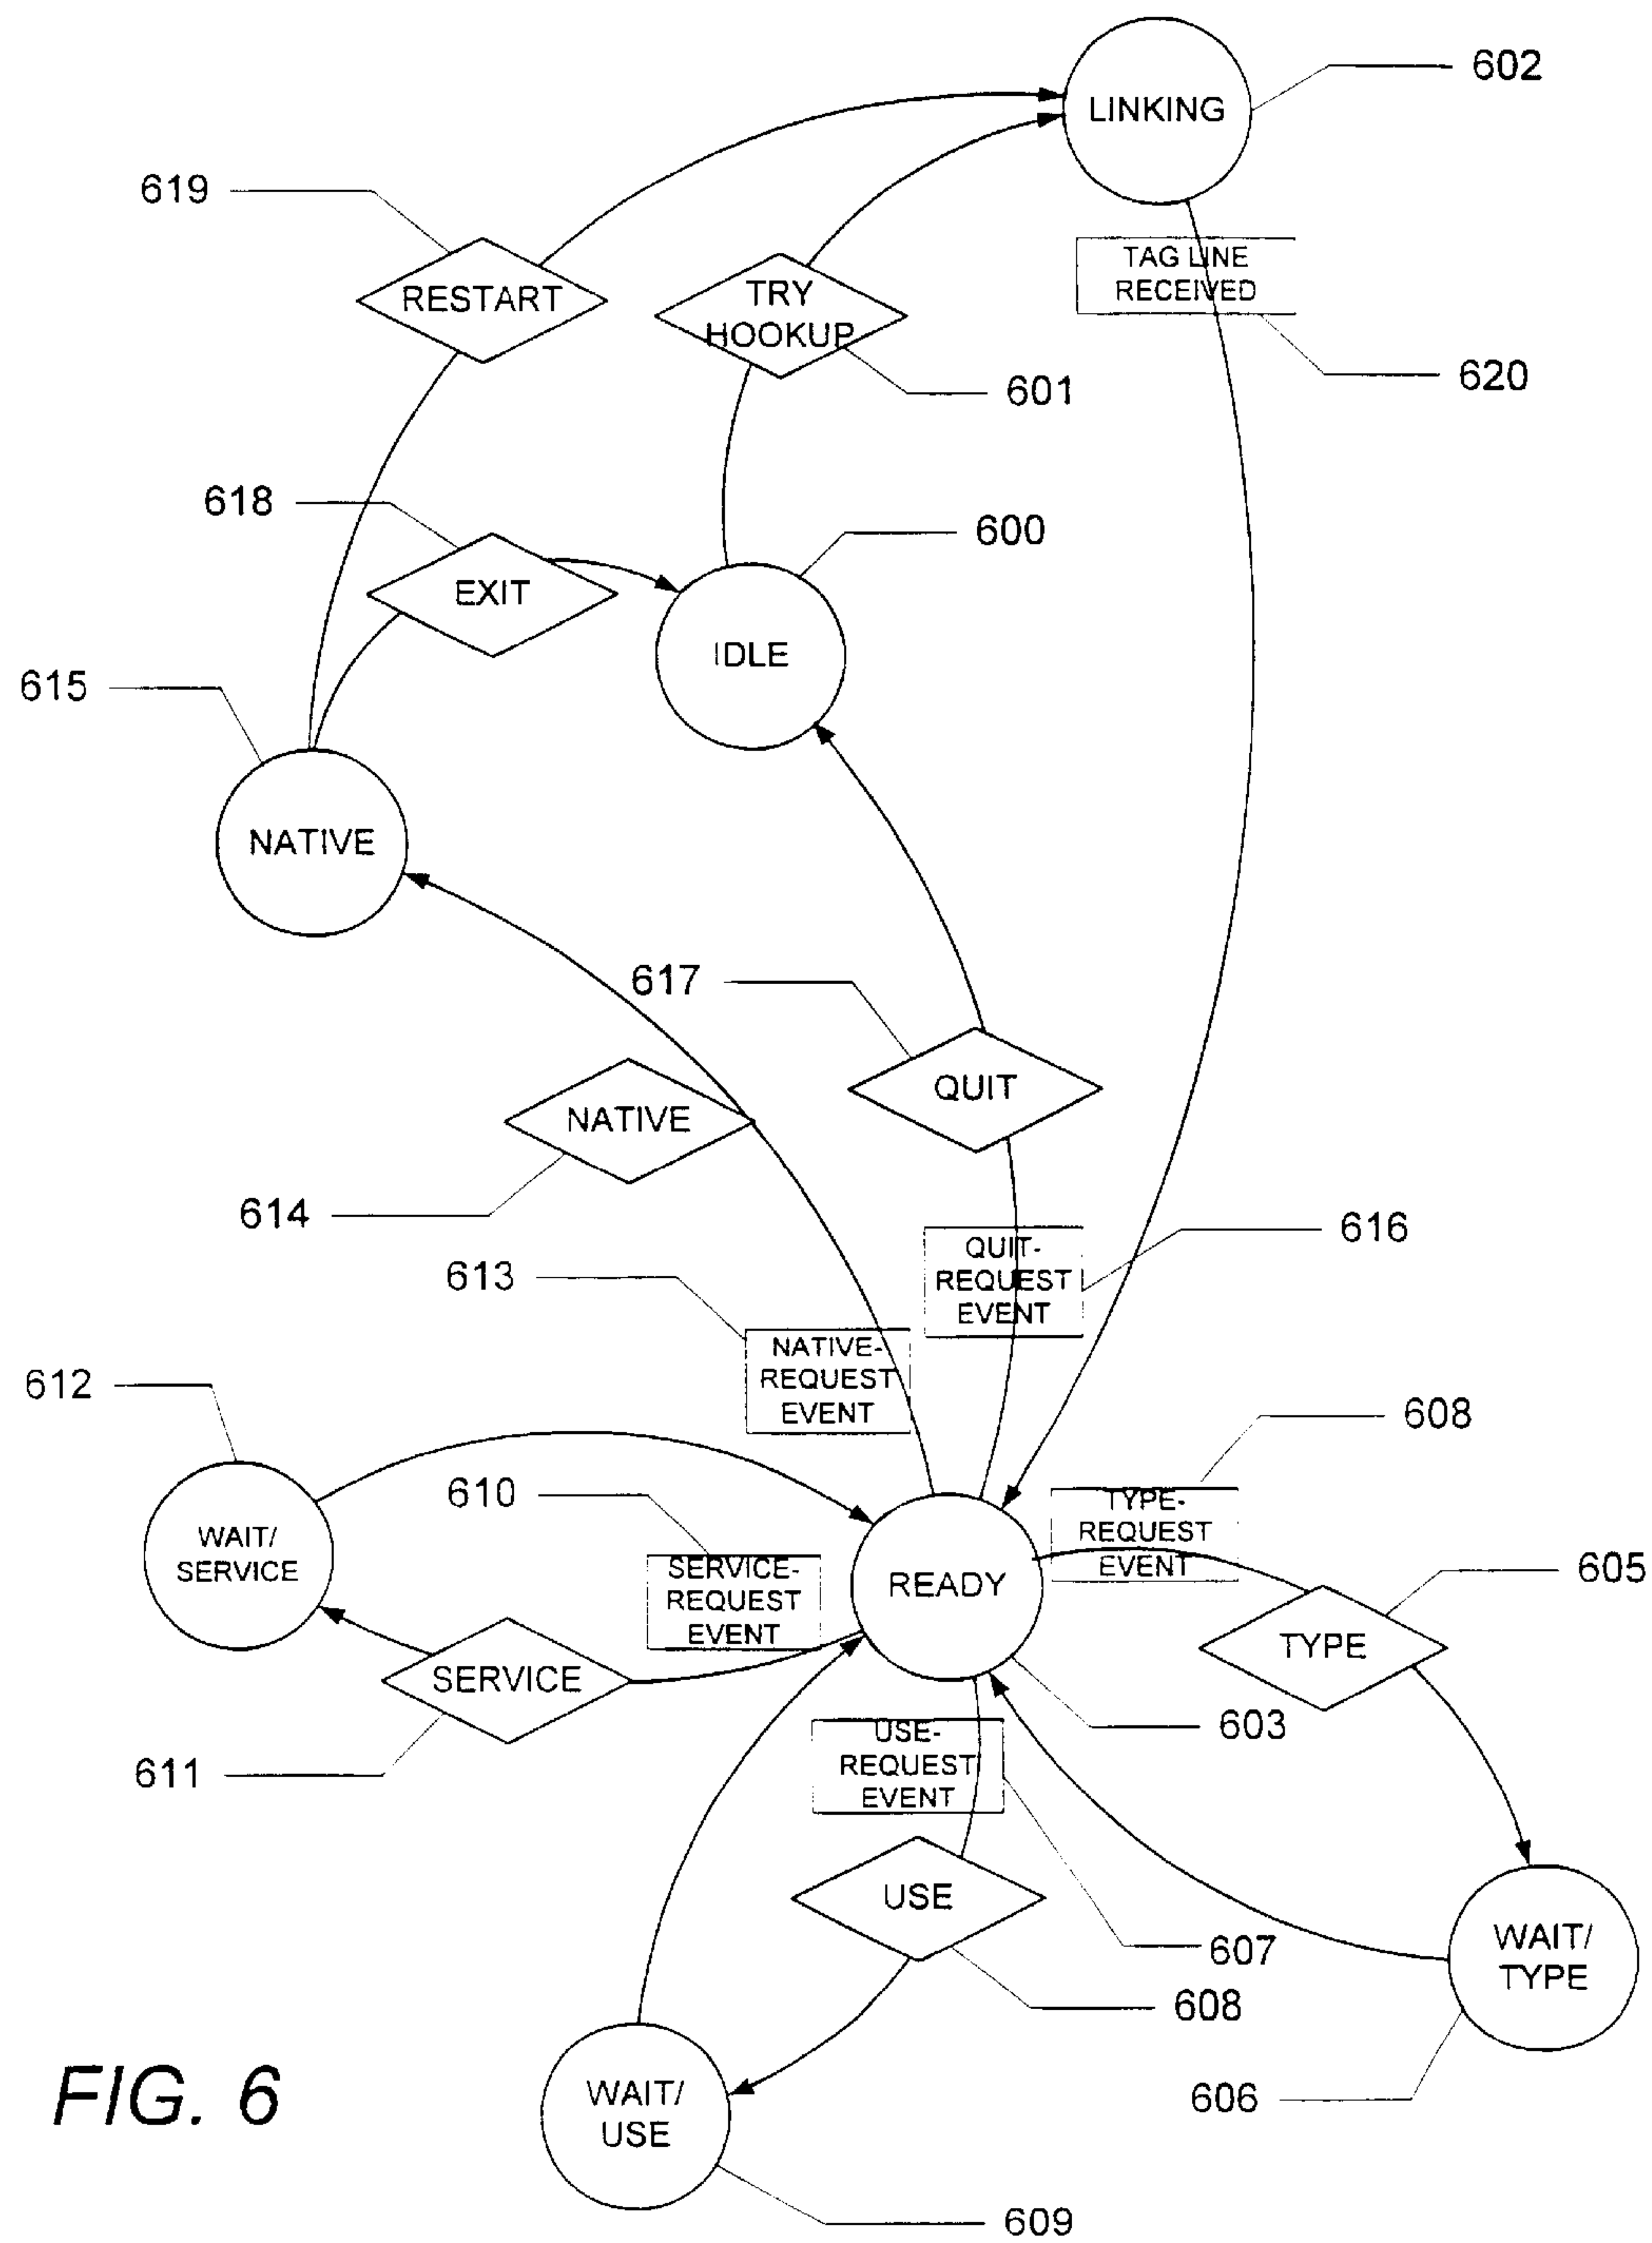 602
LINKING
619
TAG LINE
RECEIVED
RESTART
TRY
HOOKUP
620
601
618
600
EXIT
IDLE
615
NATIVE
617
QUIT
NATIVE
614
616
QUIT-
REQUEST
EVENT
613
NATIVE-
REQUEST
EVENT
612
608
610
TYPE-
REQUEST
EVENT
WAIT/
SERVICE
SERVICE-
REQUEST
EVENT
READY
605
TYPE
SERVICE
603
611
USE-
REQUEST
EVENT
USE
607
WAIT/
TYPE
608
FIG. 6
WAIT/
USE
606
609